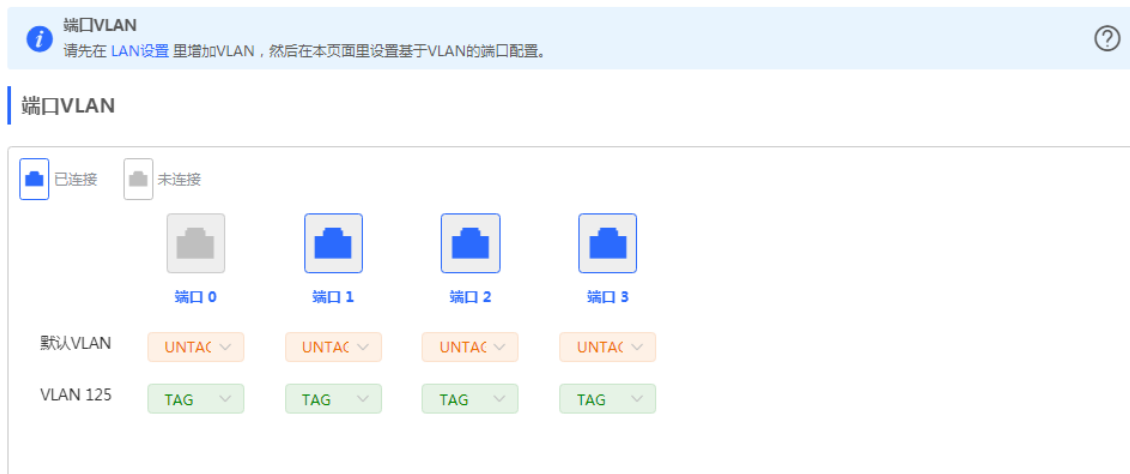 端口VLAN
请先在 LAN设置 里增加VLAN，然后在本页面里设置基于VLAN的端口配置。
端口VLAN
已连接 未连接
端口 0 端口 1 端口 2 端口 3
默认VLAN UNTAG UNTAG UNTAG UNTAG
VLAN 125 TAG TAG TAG TAG